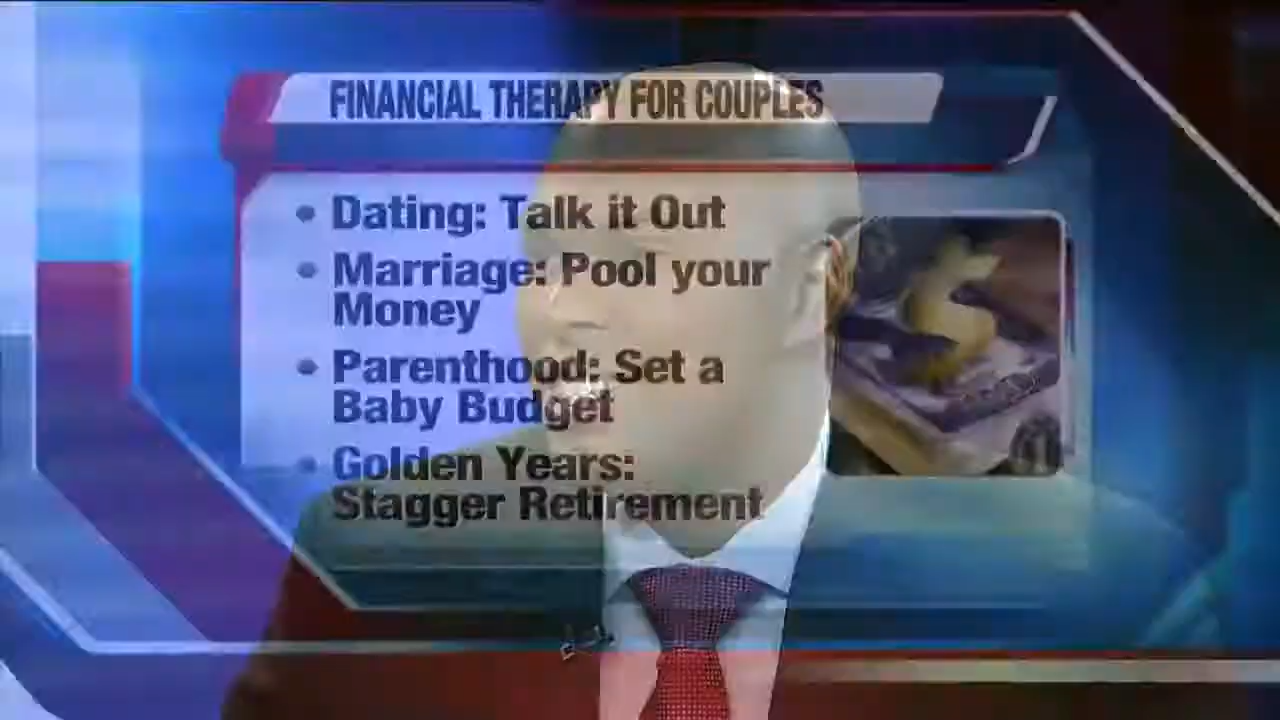 FINANCIAL THERAPY FOR COUPLES
• Dating: Talk it Out
• Marriage: Pool your
Money
• Parenthood: Set a
Baby Budget
• Golden Years:
Stagger Retirement